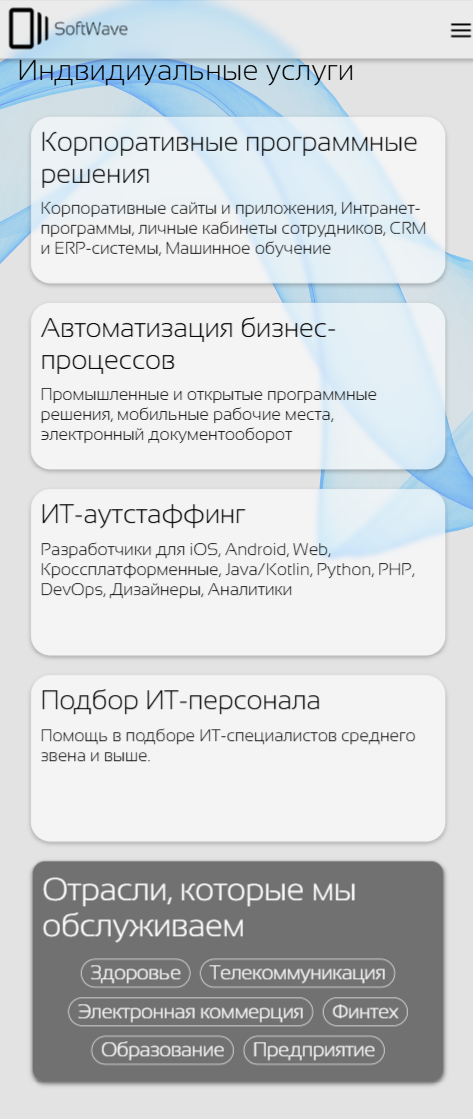 SoftWave
Индвидиуальные услуги
Корпоративные программные
решения
Корпоративные сайты и приложения, Интранет-
программы, личные кабинеты сотрудников, CRM
и ERP-системы, Машинное обучение
Автоматизация бизнес-
процессов
Промышленные и открытые программные
решения, мобильные рабочие места,
электронный документооборот
ИТ-аутстаффинг
Разработчики для iOS, Android, Web,
Кроссплатформенные, Java/Kotlin, Python, PHP,
DevOps, Дизайнеры, Аналитики
Подбор ИТ-персонала
Помощь в подборе ИТ-специалистов среднего
звена и выше.
Отрасли, которые мы
обслуживаем
Здоровье Телекоммуникация
Электронная коммерция Финтех
Образование Предприятие